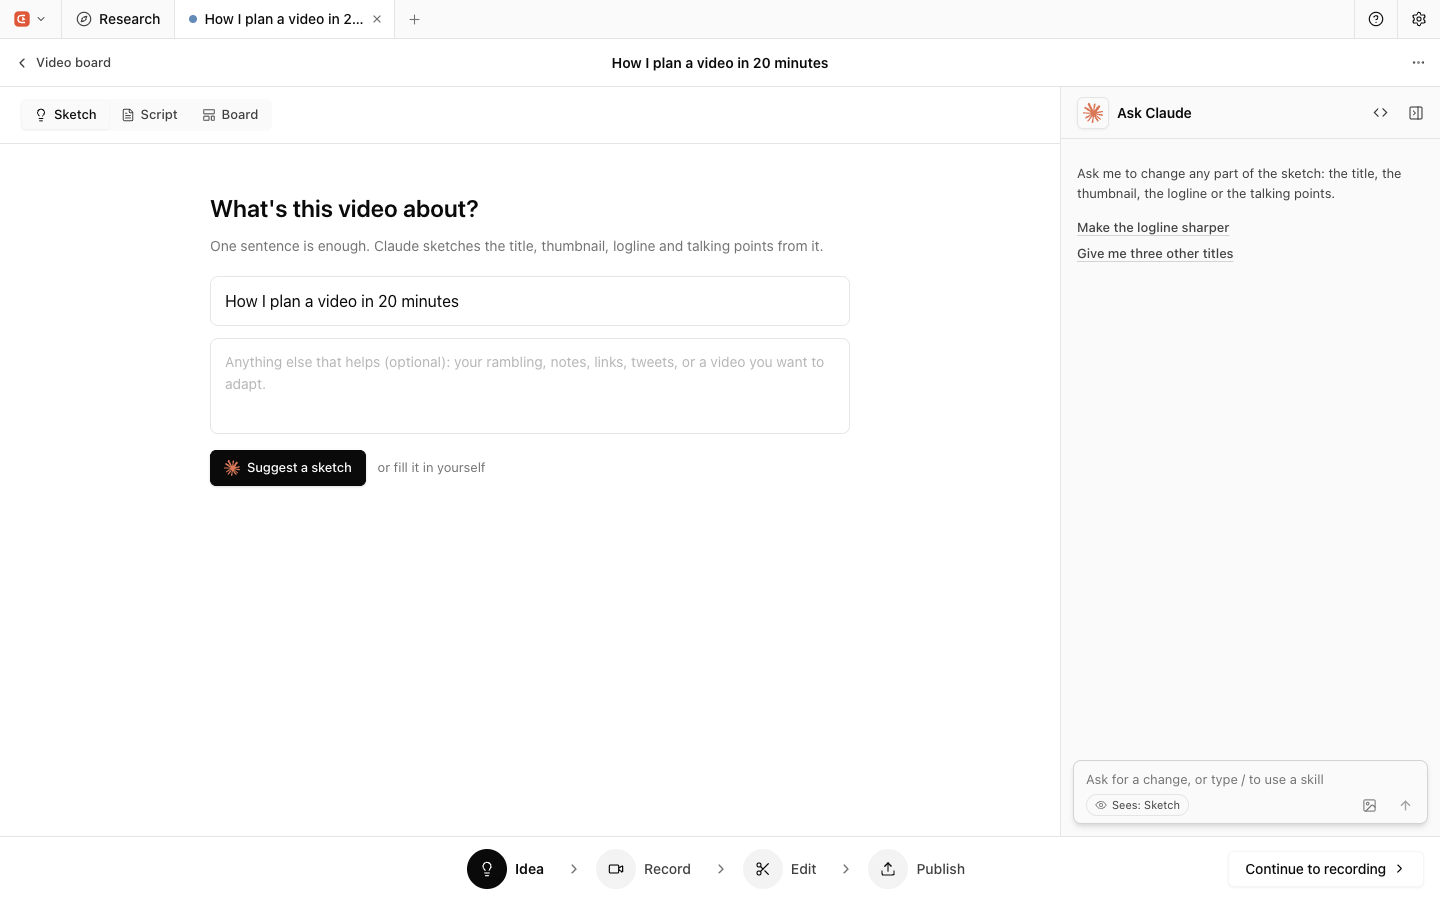 Research
How I plan a video in 2...
Video board
How I plan a video in 20 minutes
Sketch
Script
Board
Ask Claude
What's this video about?
One sentence is enough. Claude sketches the title, thumbnail, logline and talking points from it.
How I plan a video in 20 minutes
Anything else that helps (optional): your rambling, notes, links, tweets, or a video you want to
adapt.
Suggest a sketch
or fill it in yourself
Ask me to change any part of the sketch: the title, the
thumbnail, the logline or the talking points.
Make the logline sharper
Give me three other titles
Ask for a change, or type / to use a skill
Sees: Sketch
Idea
Record
Edit
Publish
Continue to recording